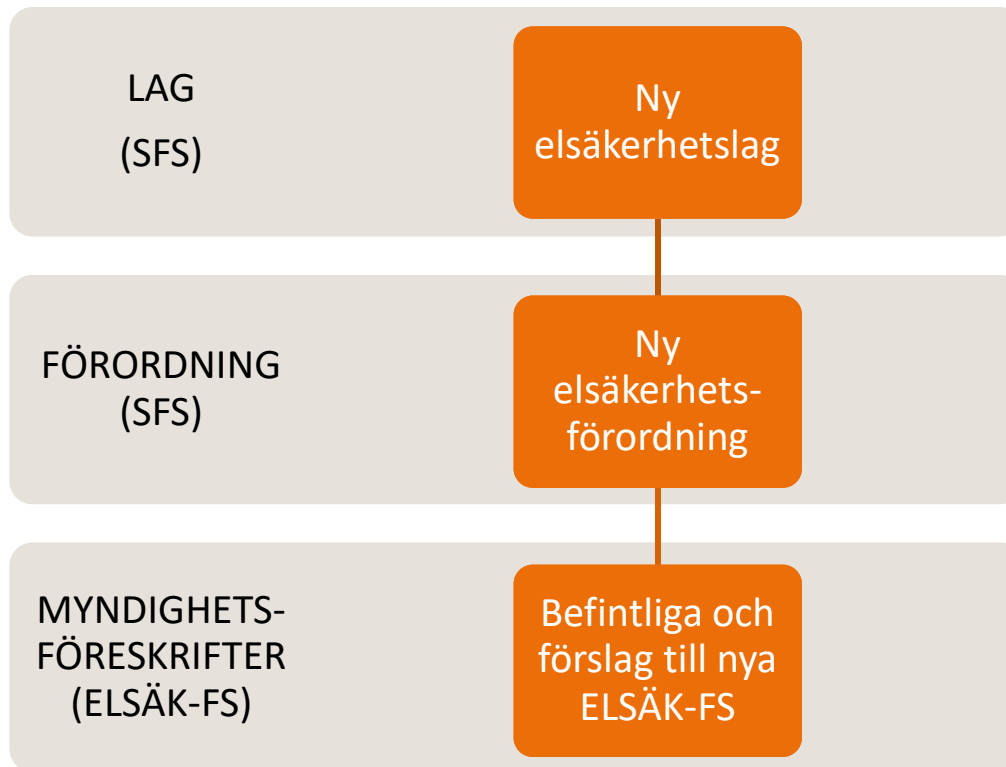 LAG
(SFS)
Ny
elsäkerhetslag
FÖRORDNING
(SFS)
Ny
elsäkerhets-
förordning
MYNDIGHETS-
FÖRESKRIFTER
(ELSÄK-FS)
Befintliga och
förslag till nya
ELSÄK-FS